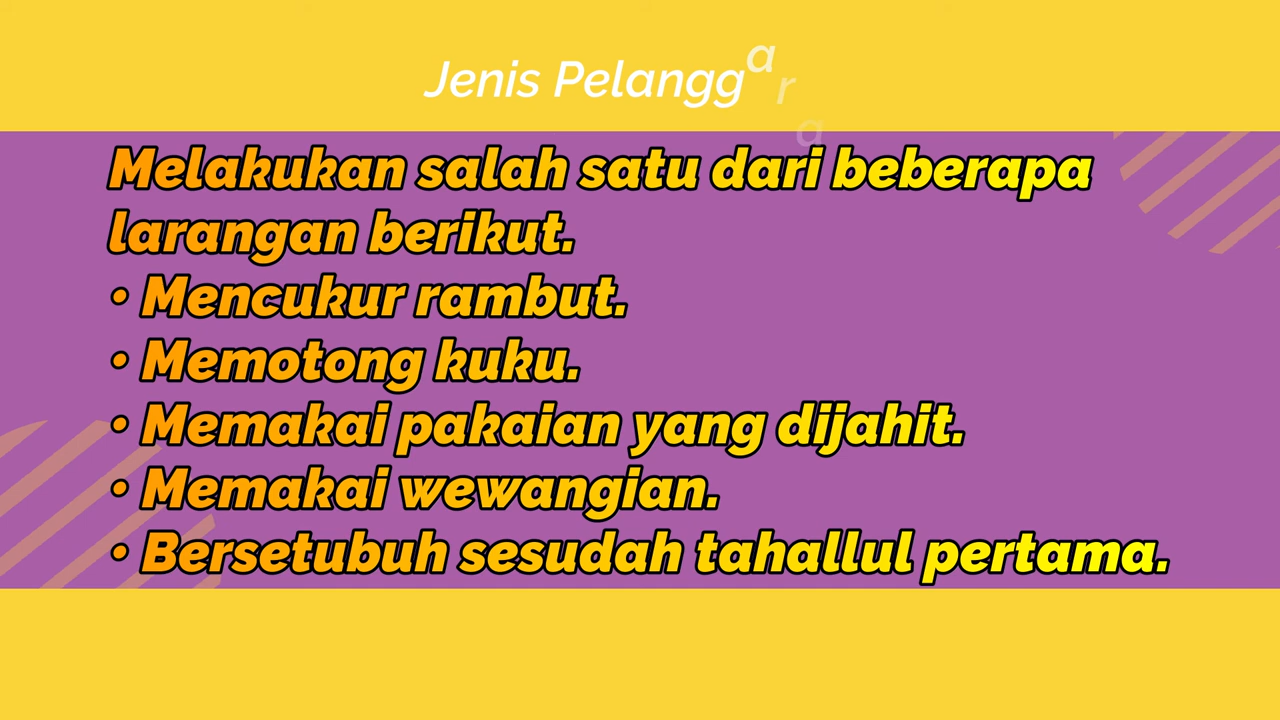 Jenis Pelanggara
Melakukan salah satu dari beberapa
larangan berikut.
• Mencukur rambut.
• Memotong kuku.
• Memakai pakaian yang dijahit.
• Memakai wewangian.
• Bersetubuh sesudah tahallul pertama.